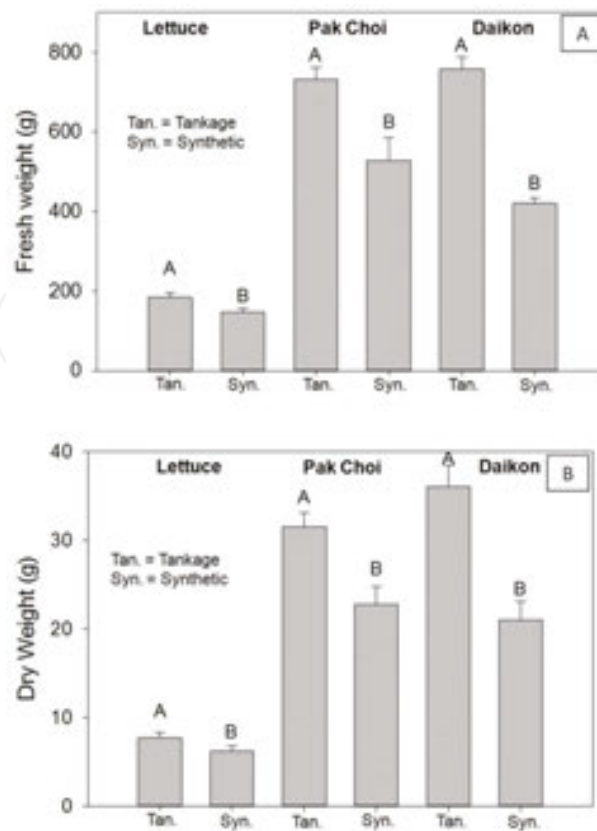 Lettuce Pak Choi Daikon A
800
600
400
200
0
Fresh weight (g)
Tan. = Tankage
Syn. = Synthetic
A B A B A B
Tan. Syn. Tan. Syn. Tan. Syn.
Lettuce Pak Choi Daikon B
40
30
20
10
0
Dry Weight (g)
Tan. = Tankage
Syn. = Synthetic
A B A B A B
Tan. Syn. Tan. Syn. Tan. Syn.